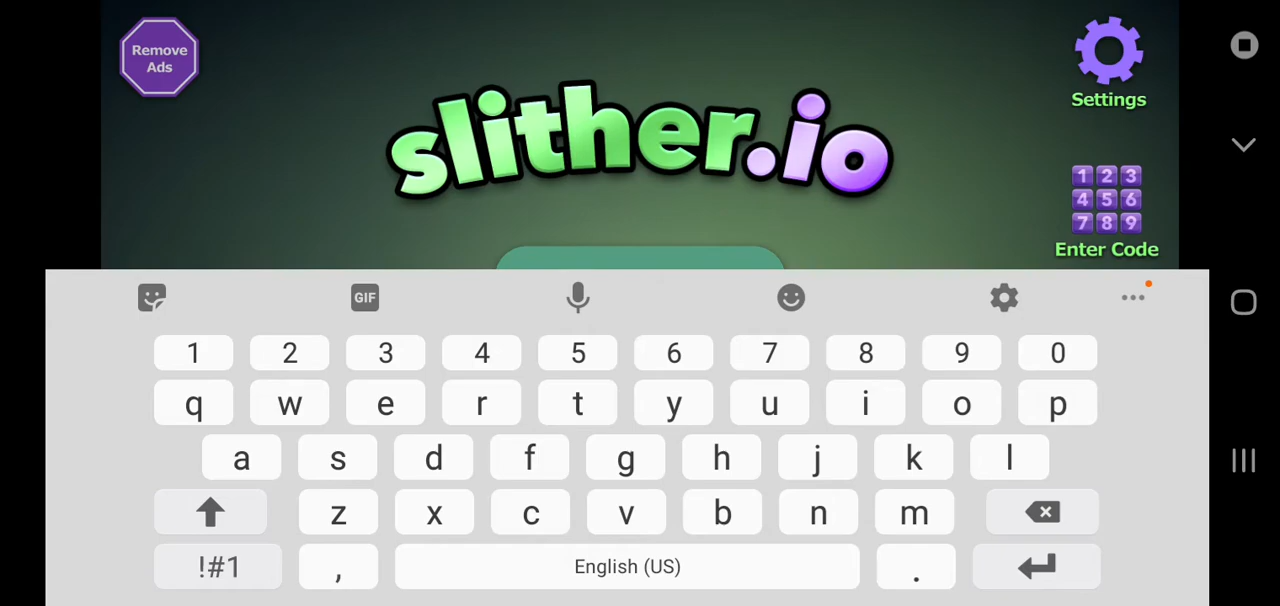 Remove
Ads
slither.io
Settings
1 2 3
4 5 6
7 8 9
Enter Code
GIF
1 2 3 4 5 6 7 8 9 0
q w e r t y u i o p
a s d f g h j k l
z x c v b n m
!#1 , English (US) .